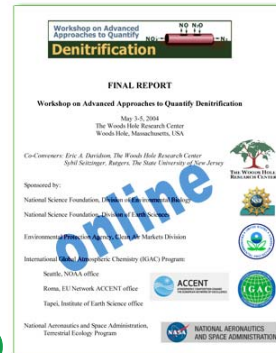 Workshop on Advanced
Approaches to Quantify
Denitrification
NO N₂O
NO₃⁻
N₂
FINAL REPORT
Workshop on Advanced Approaches to Quantify Denitrification
May 3-5, 2004
The Woods Hole Research Center
Woods Hole, Massachusetts, USA
Co-Conveners: Eric A. Davidson, The Woods Hole Research Center
Sybil Seitzinger, Rutgers, The State University of New Jersey
THE WOODS HOLE
RESEARCH CENTER
Sponsored by:
National Science Foundation, Division of Environmental Biology
National Science Foundation, Division of Earth Sciences
Environmental Protection Agency, Clean Air Markets Division
International Global Atmospheric Chemistry (IGAC) Program:
Seattle, NOAA office
Roma, EU Network ACCENT office
Taipei, Institute of Earth Science office
online
ACCENT
IGAC
National Aeronautics and Space Administration,
Terrestrial Ecology Program
NASA
NATIONAL AERONAUTICS
AND SPACE ADMINISTRATION